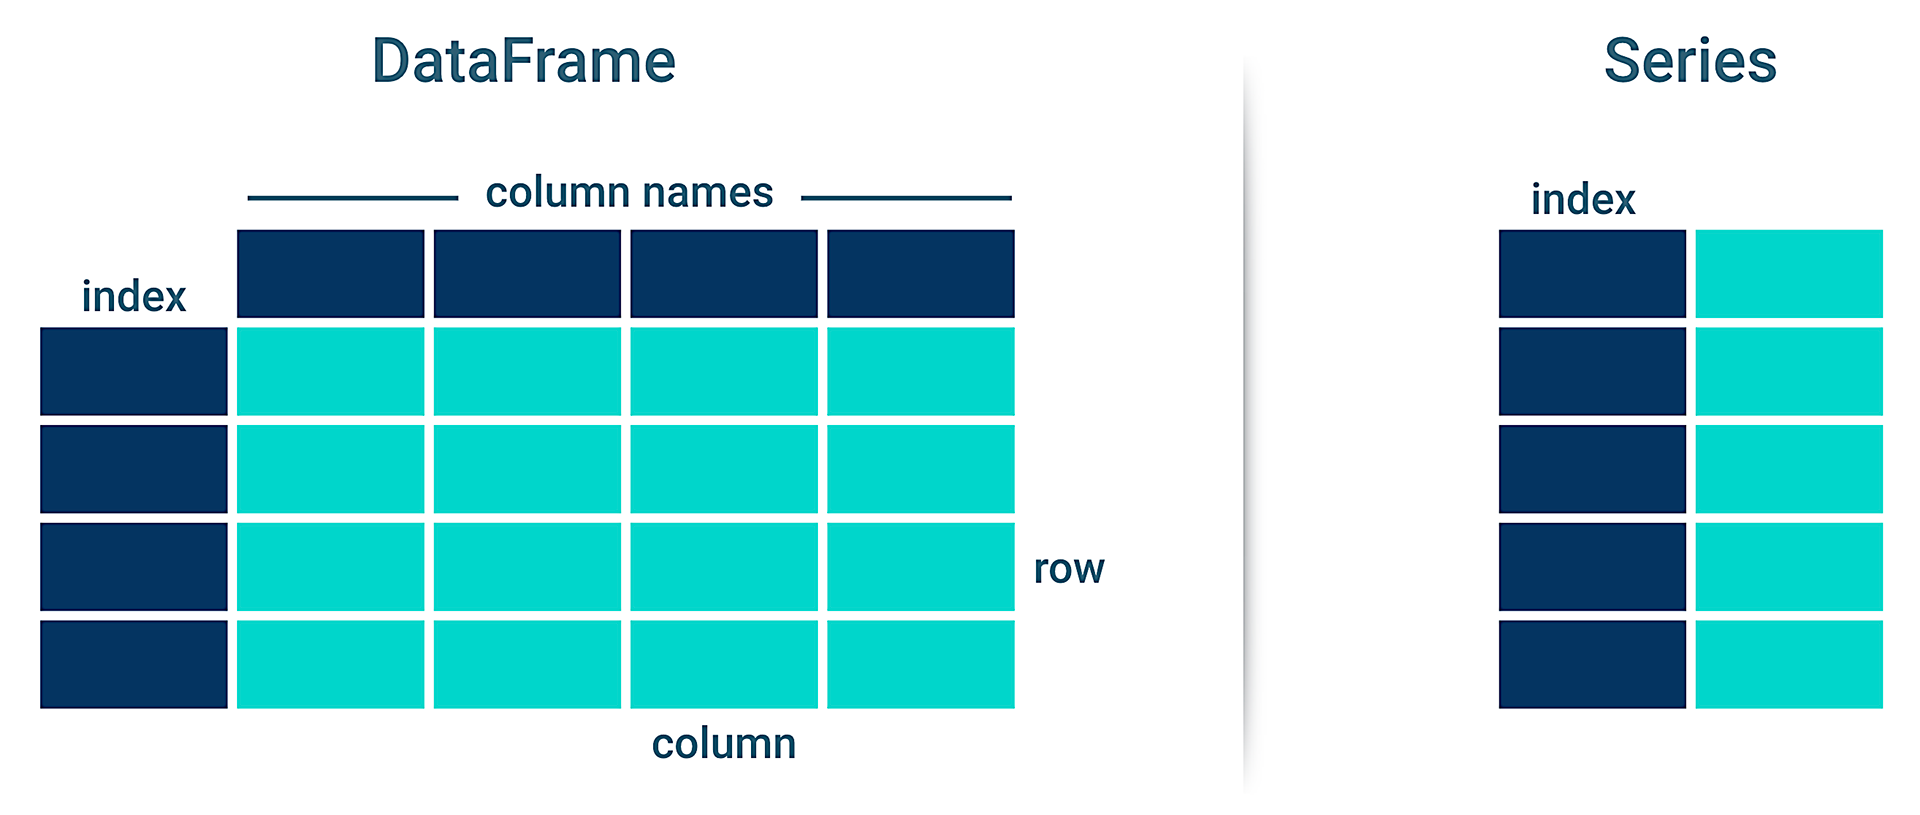 DataFrame
column names
index
row
column
Series
index